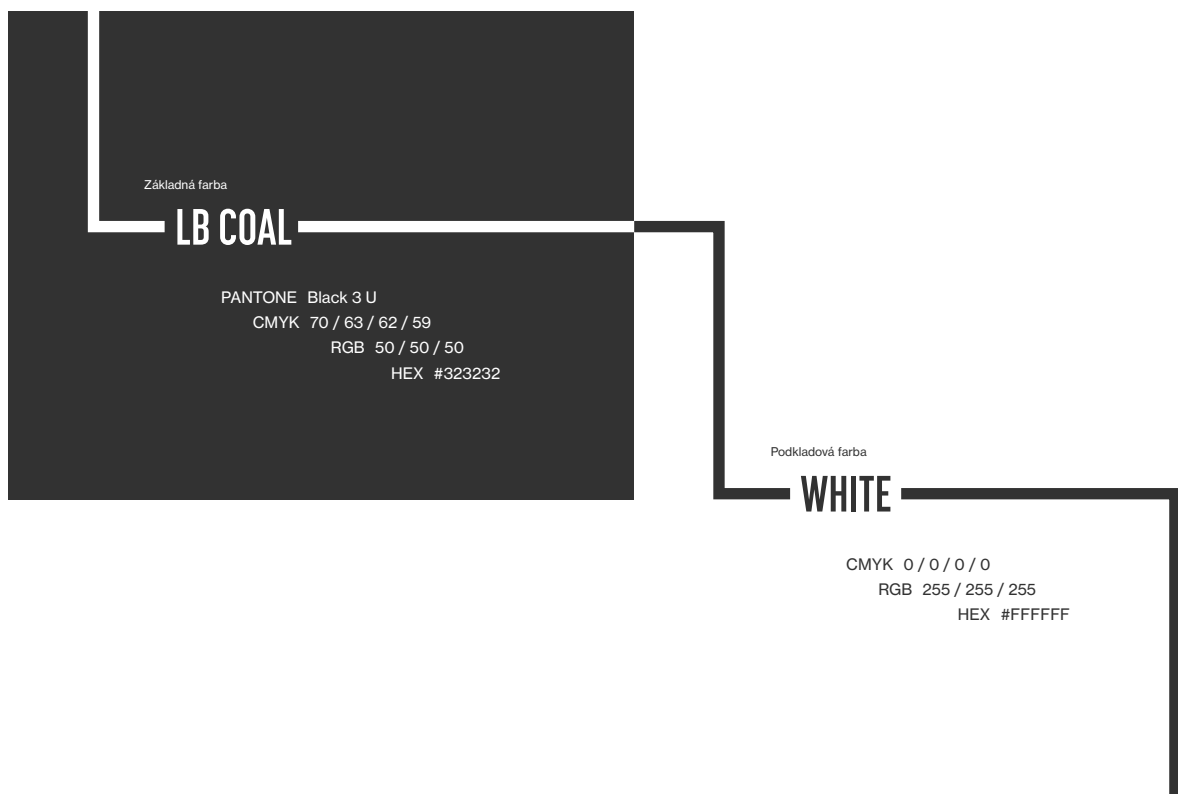 Základná farba
LB COAL
PANTONE Black 3 U
CMYK 70 / 63 / 62 / 59
RGB 50 / 50 / 50
HEX #323232
Podkladová farba
WHITE
CMYK 0 / 0 / 0 / 0
RGB 255 / 255 / 255
HEX #FFFFFF